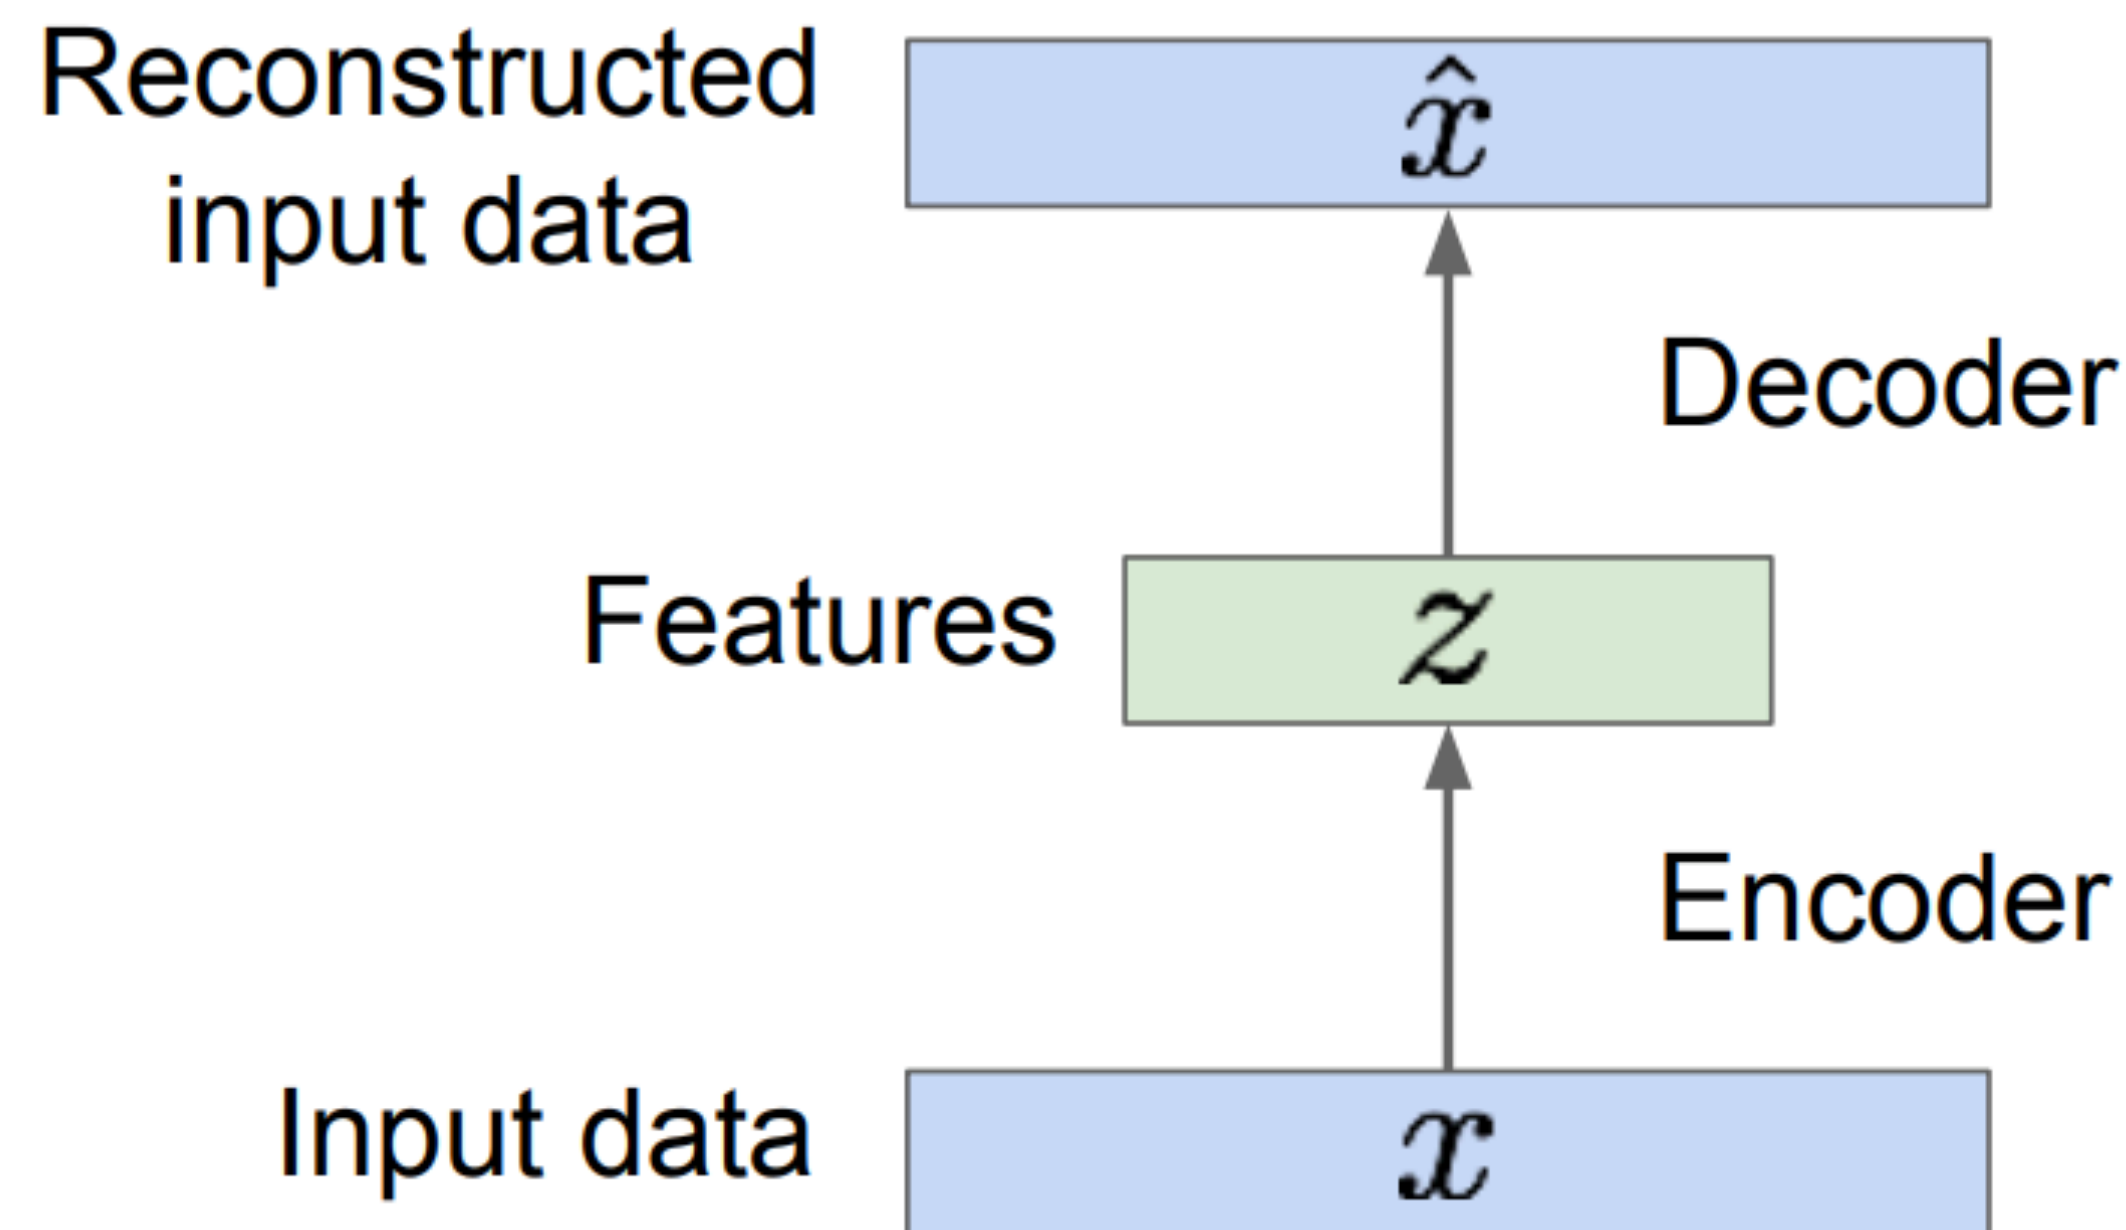 Reconstructed
input data
x̂
Decoder
Features
z
Encoder
Input data
x